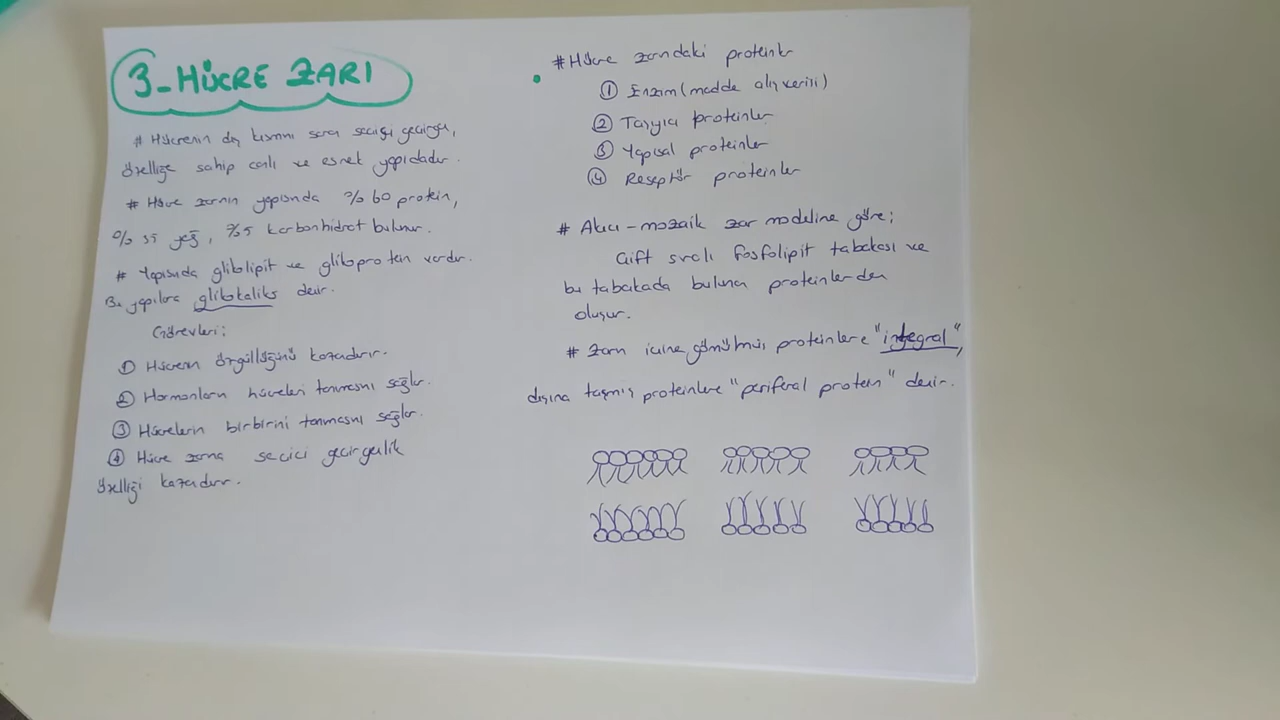 3-HÜCRE ZARI
# Hücrenin dış kısmını saran seçici geçirgen,
özelliğe sahip canlı ve esnek yapıdadır.
# Hücre zarının yapısında % 60 protein,
% 35 yağ, %5 karbonhidrat bulunur.
# Yapısında glikolipit ve glikoprotein vardır.
Bu yapılara glikokaliks denir.
Görevleri:
① Hücrenin özgüllüğünü kazandırır.
② Hormonların hücreleri tanımasını sağlar.
③ Hücrelerin birbirini tanımasını sağlar.
④ Hücre zarına seçici geçirgenlik
özelliği kazandırır.
# Hücre zarındaki proteinler
① Enzim (madde alışverişi)
② Taşıyıcı proteinler
③ Yapısal proteinler
④ Reseptör proteinler
# Akıcı-mozaik zar modeline göre;
Çift sıralı fosfolipit tabakası ve
bu tabakada bulunan proteinlerden
oluşur.
# Zarın içine gömülmüş proteinlere "integral",
dışına taşmış proteinlere "periferal protein" denir.